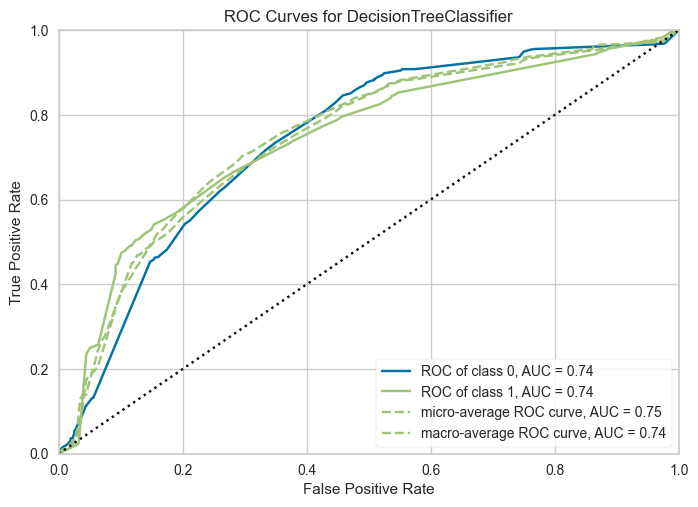 ROC Curves for DecisionTreeClassifier
1.0
0.8
0.6
0.4
0.2
0.0
True Positive Rate
ROC of class 0, AUC = 0.74
ROC of class 1, AUC = 0.74
micro-average ROC curve, AUC = 0.75
macro-average ROC curve, AUC = 0.74
0.0 0.2 0.4 0.6 0.8 1.0
False Positive Rate